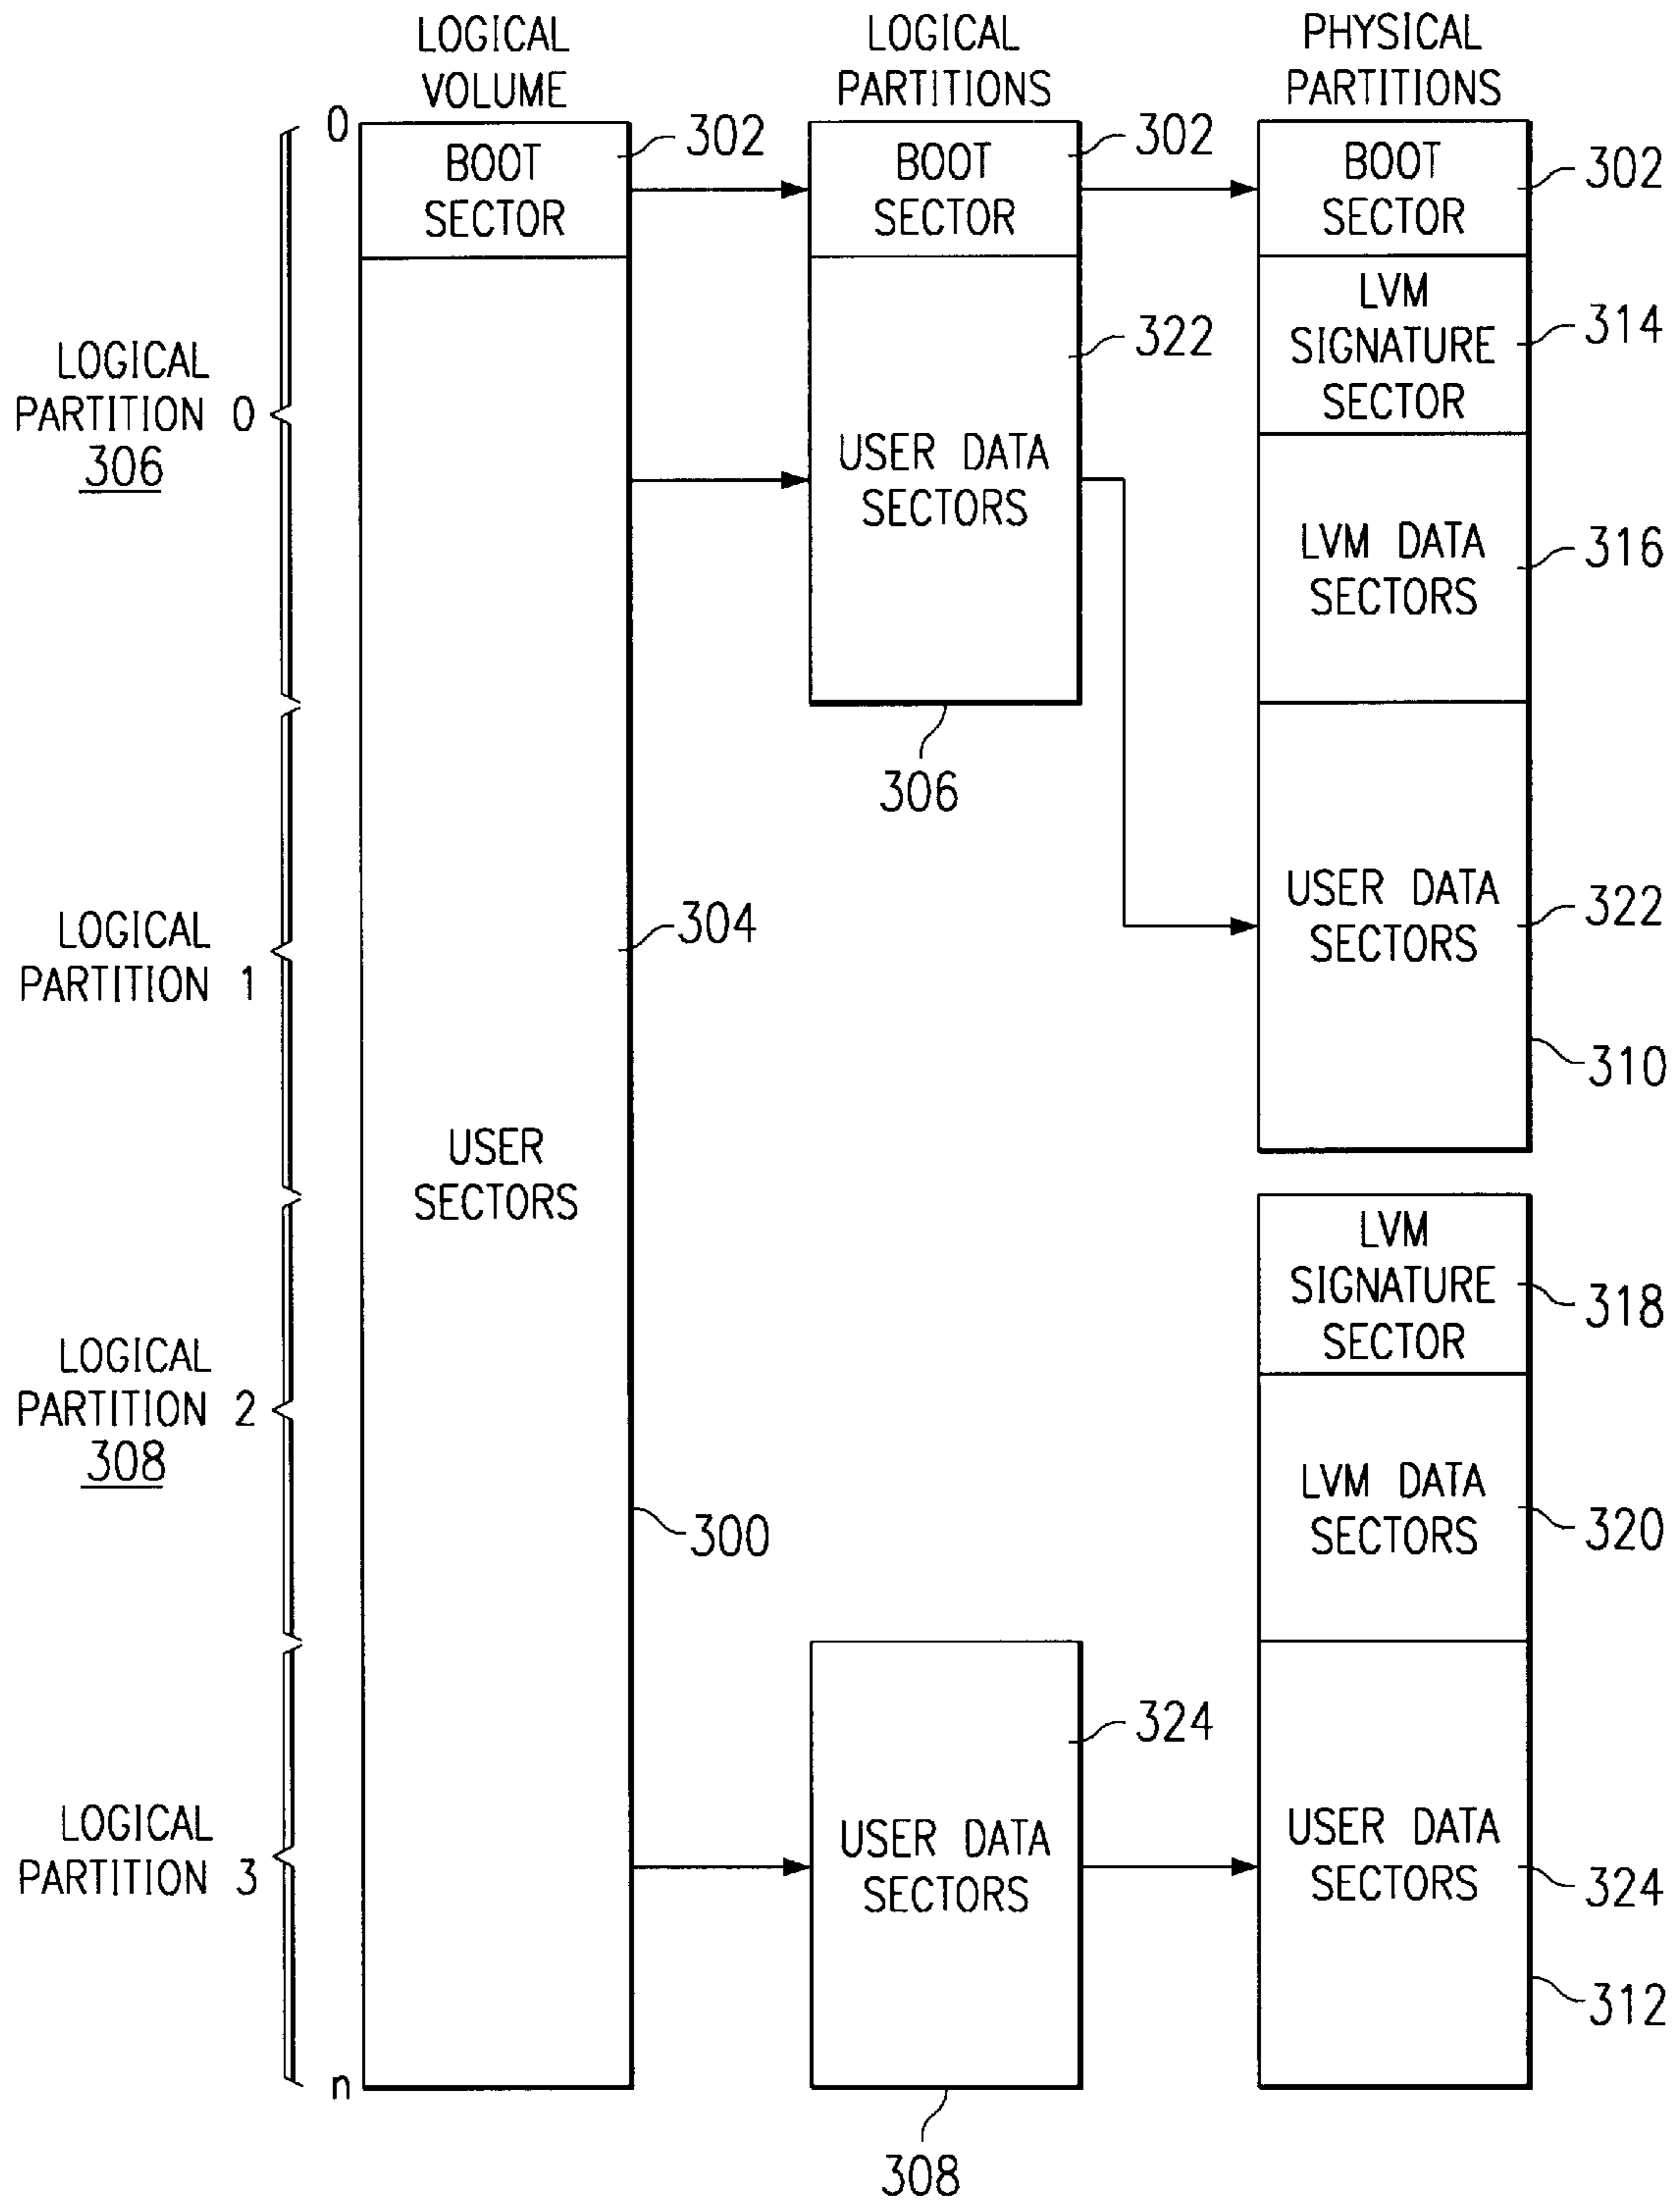 LOGICAL
VOLUME
LOGICAL
PARTITIONS
PHYSICAL
PARTITIONS
0
BOOT
SECTOR
302
BOOT
SECTOR
302
BOOT
SECTOR
302
LVM
SIGNATURE
SECTOR
314
322
LOGICAL
PARTITION 0
306
USER DATA
SECTORS
LVM DATA
SECTORS
316
306
USER DATA
SECTORS
322
304
LOGICAL
PARTITION 1
310
USER
SECTORS
LVM
SIGNATURE
SECTOR
318
LOGICAL
PARTITION 2
308
LVM DATA
SECTORS
320
300
324
LOGICAL
PARTITION 3
USER DATA
SECTORS
USER DATA
SECTORS
324
312
n
308